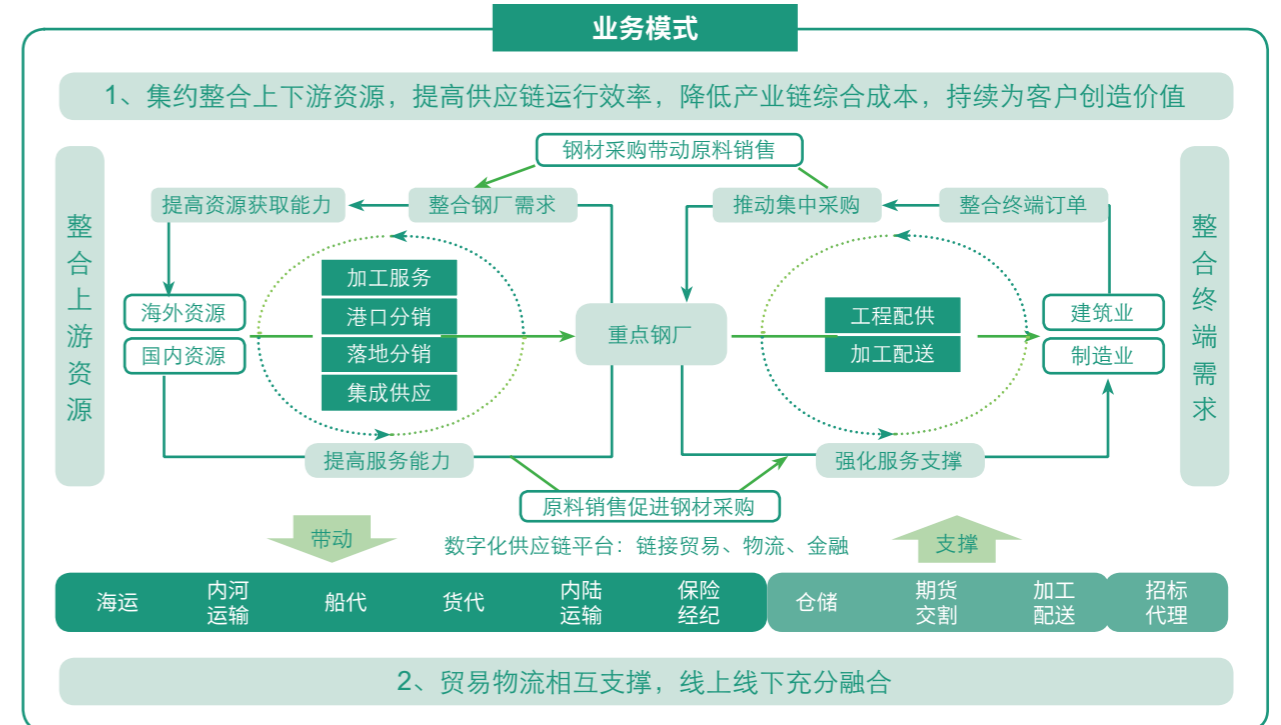 业务模式
1、集约整合上下游资源，提高供应链运行效率，降低产业链综合成本，持续为客户创造价值
钢材采购带动原料销售
提高资源获取能力
整合钢厂需求
推动集中采购
整合终端订单
整合上游资源
海外资源
国内资源
加工服务
港口分销
落地分销
集成供应
重点钢厂
工程配供
加工配送
建筑业
制造业
整合终端需求
提高服务能力
强化服务支撑
原料销售促进钢材采购
带动
数字化供应链平台：链接贸易、物流、金融
支撑
海运
内河
运输
船代
货代
内陆
运输
保险
经纪
仓储
期货
交割
加工
配送
招标
代理
2、贸易物流相互支撑，线上线下充分融合